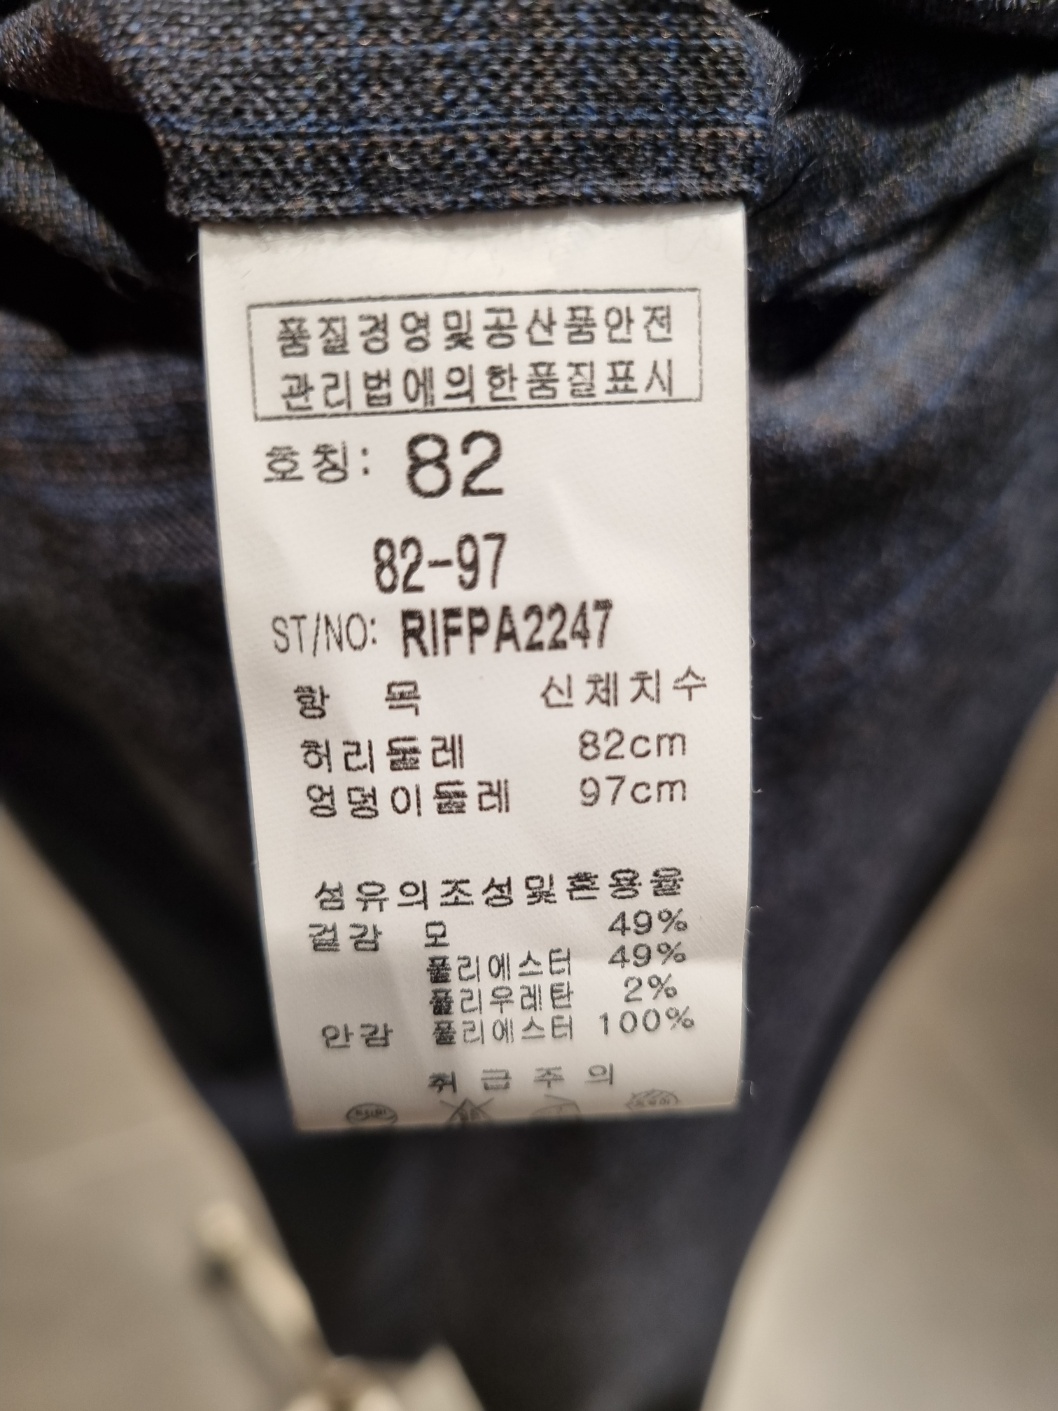 품질경영및공산품안전
관리법에의한품질표시
호칭: 82
82-97
ST/NO: RIFPA2247
항 목 신체치수
허리둘레 82cm
엉덩이둘레 97cm
섬유의조성및혼용율
겉감 모 49%
폴리에스터 49%
폴리우레탄 2%
안감 폴리에스터 100%
취급주의